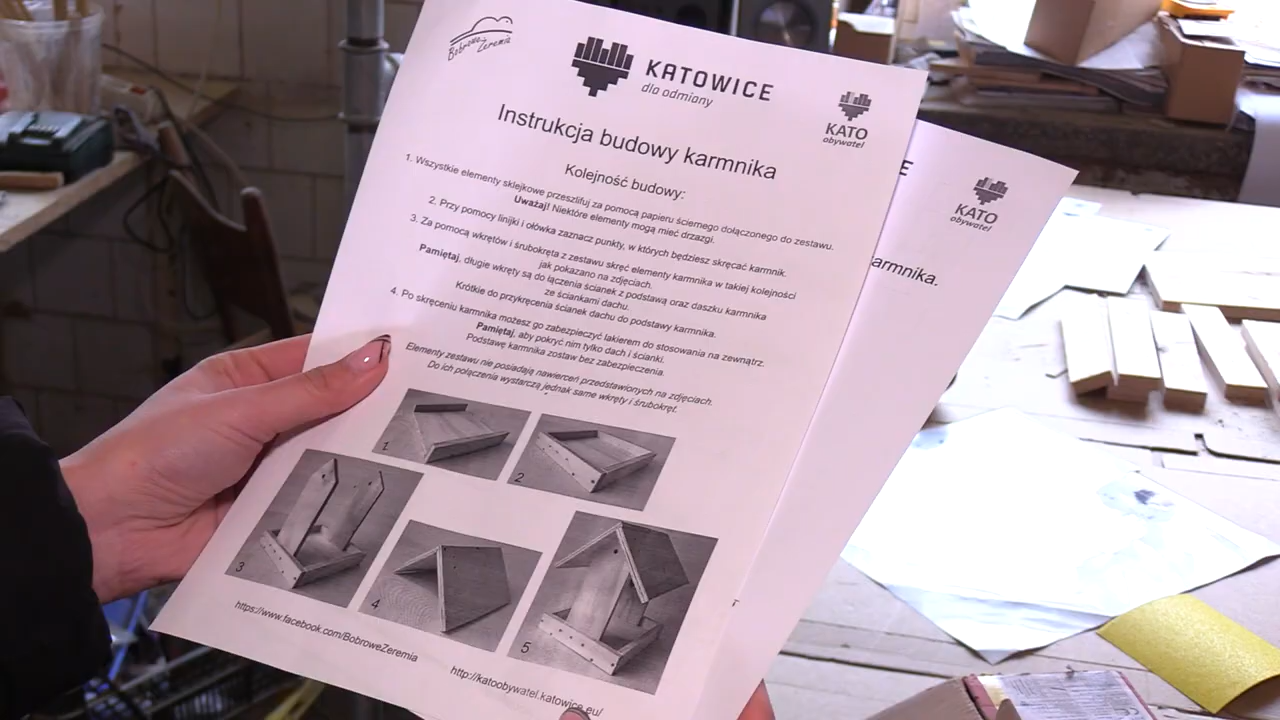 Bobrowe Żeremie
KATOWICE
dla odmiany
KATO
obywatel
Instrukcja budowy karmnika
Kolejność budowy:
1. Wszystkie elementy sklejkowe przeszlifuj za pomocą papieru ściernego dołączonego do zestawu.
Uważaj! Niektóre elementy mogą mieć drzazgi.
2. Przy pomocy linijki i ołówka zaznacz punkty, w których będziesz skręcać karmnik.
3. Za pomocą wkrętów i śrubokręta z zestawu skręć elementy karmnika w takiej kolejności
jak pokazano na zdjęciach.
Pamiętaj, długie wkręty są do łączenia ścianek z podstawą oraz daszku karmnika
ze ściankami dachu.
Krótkie do przykręcenia ścianek dachu do podstawy karmnika.
4. Po skręceniu karmnika możesz go zabezpieczyć lakierem do stosowania na zewnątrz.
Pamiętaj, aby pokryć nim tylko dach i ścianki.
Podstawę karmnika zostaw bez zabezpieczenia.
Elementy zestawu nie posiadają nawierceń przedstawionych na zdjęciach.
Do ich połączenia wystarczą jednak same wkręty i śrubokręt.
1
2
3
4
5
https://www.facebook.com/BobroweZeremia
http://katoobywatel.katowice.eu/
E
KATO
obywatel
armnika.